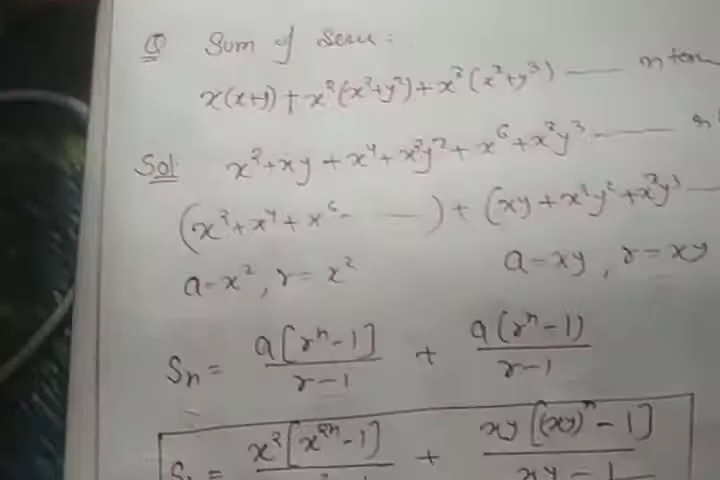 Q Sum of
x(x+y) + x²(x²+y²) + x³(x³+y³) —— n
Sol x²+xy + x⁴+x²y² + x⁶+x³y³ ------
(x²+x⁴+x⁶- —) + (xy+x²y²+x³y³ —
a=x², r=x² a=xy, r=xy
Sn = a[rⁿ-1]/r-1 + a(rⁿ-1)/r-1
x²[x²ⁿ-1] + xy[(xy)ⁿ-1]/xy-1